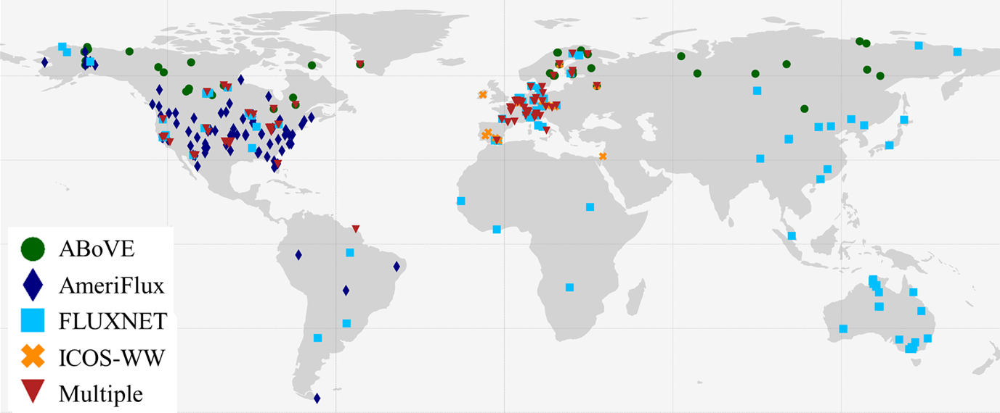 ABoVE
AmeriFlux
FLUXNET
ICOS-WW
Multiple